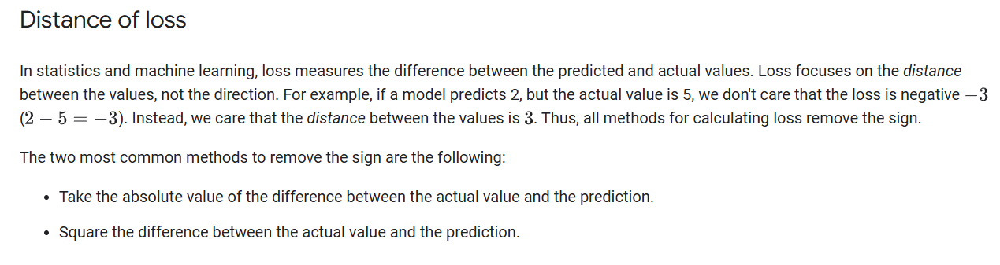 Distance of loss
In statistics and machine learning, loss measures the difference between the predicted and actual values. Loss focuses on the distance
between the values, not the direction. For example, if a model predicts 2, but the actual value is 5, we don't care that the loss is negative −3
(2 − 5 = −3). Instead, we care that the distance between the values is 3. Thus, all methods for calculating loss remove the sign.
The two most common methods to remove the sign are the following:
• Take the absolute value of the difference between the actual value and the prediction.
• Square the difference between the actual value and the prediction.